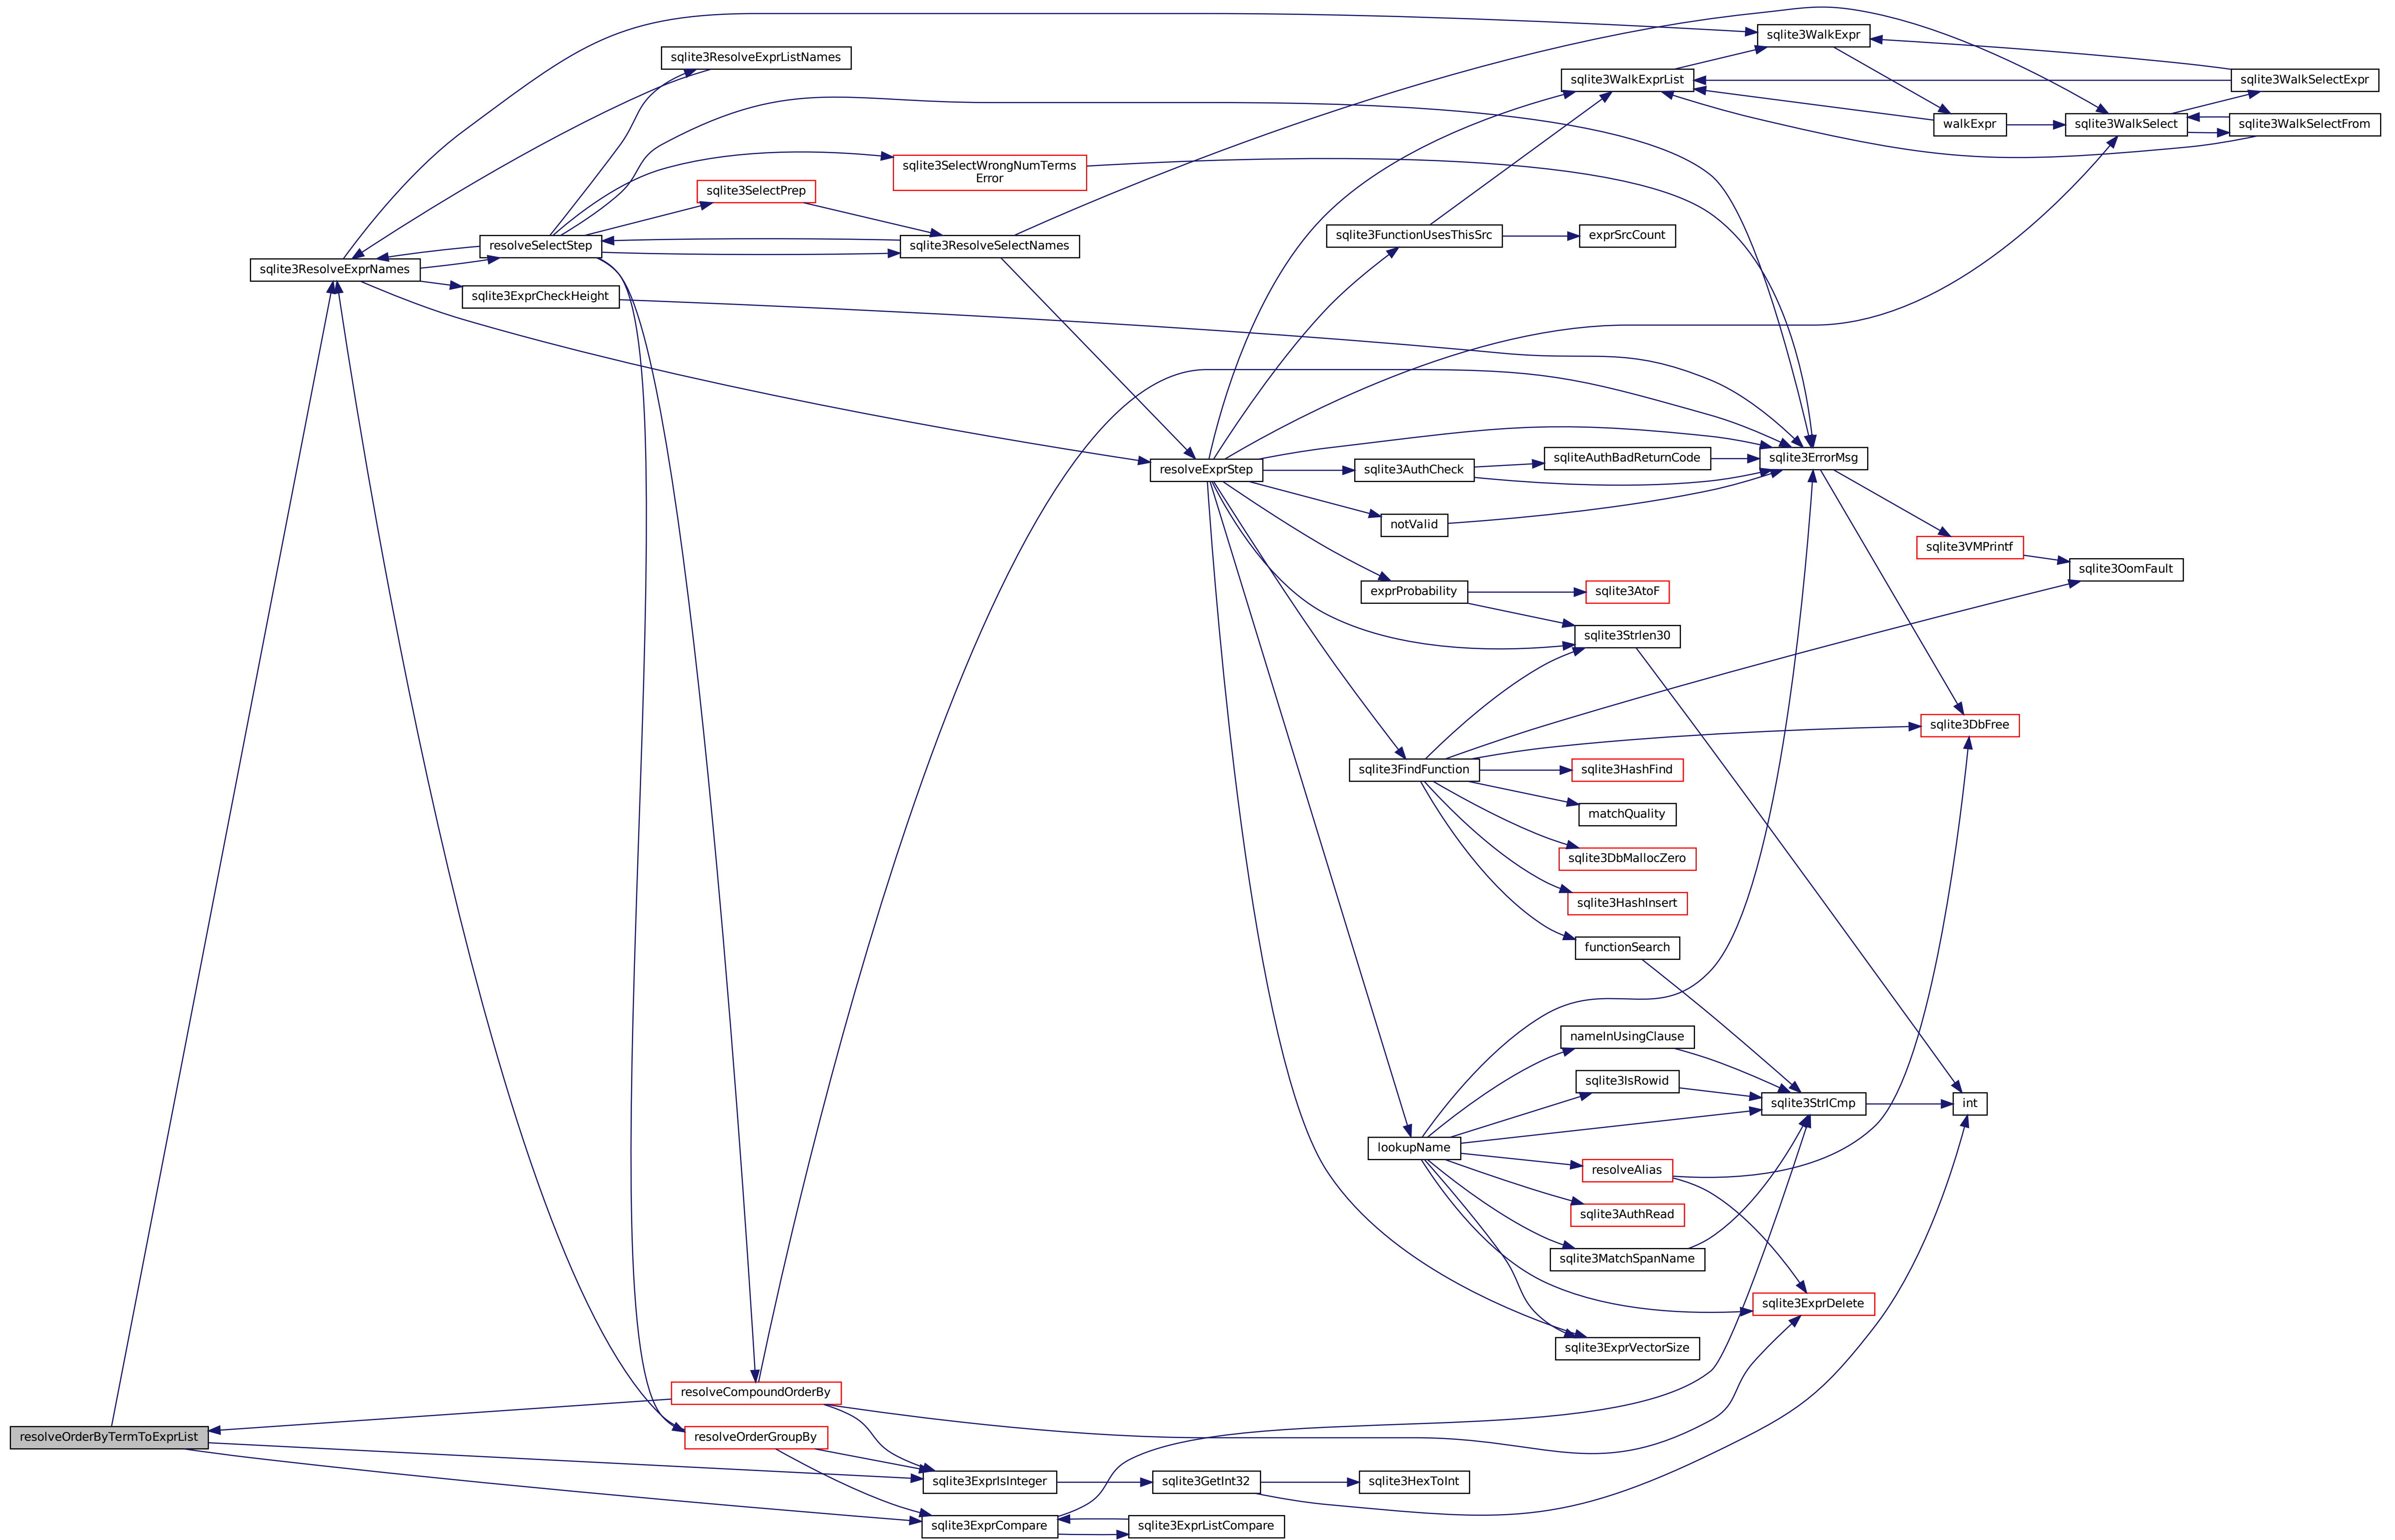 sqlite3WalkExpr
sqlite3ResolveExprListNames
sqlite3WalkExprList
sqlite3WalkSelectExpr
walkExpr
sqlite3WalkSelect
sqlite3WalkSelectFrom
sqlite3SelectWrongNumTerms
Error
sqlite3SelectPrep
resolveSelectStep
sqlite3ResolveSelectNames
sqlite3FunctionUsesThisSrc
exprSrcCount
sqlite3ResolveExprNames
sqlite3ExprCheckHeight
resolveExprStep
sqlite3AuthCheck
sqliteAuthBadReturnCode
sqlite3ErrorMsg
notValid
sqlite3VMPrintf
sqlite3OomFault
exprProbability
sqlite3AtoF
sqlite3Strlen30
sqlite3DbFree
sqlite3FindFunction
sqlite3HashFind
matchQuality
sqlite3DbMallocZero
sqlite3HashInsert
functionSearch
nameInUsingClause
sqlite3IsRowid
sqlite3StrICmp
int
lookupName
resolveAlias
sqlite3AuthRead
sqlite3MatchSpanName
sqlite3ExprDelete
sqlite3ExprVectorSize
resolveCompoundOrderBy
resolveOrderByTermToExprList
resolveOrderGroupBy
sqlite3ExprIsInteger
sqlite3GetInt32
sqlite3HexToInt
sqlite3ExprCompare
sqlite3ExprListCompare